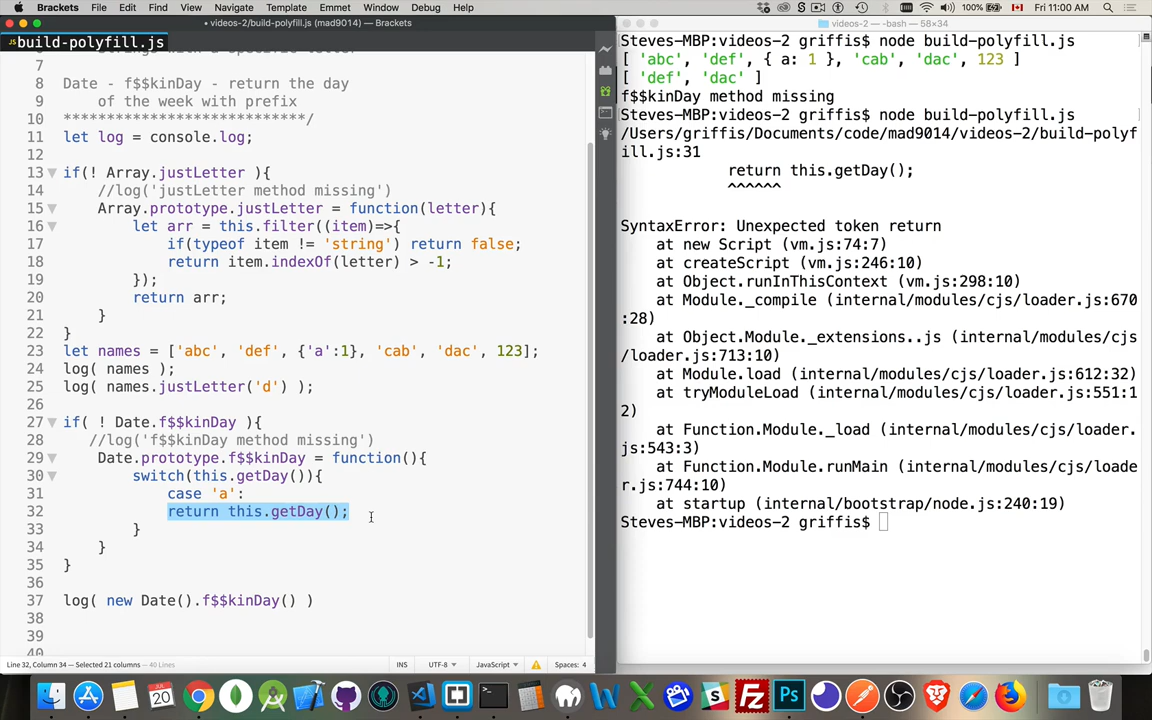 Brackets File Edit Find View Navigate Template Emmet Window Debug Help 100% Fri 11:00 AM
• build-polyfill.js (mad9014) — Brackets
videos-2 — -bash — 58×34
JS build-polyfill.js
7
8 Date - f$$kinDay - return the day
9 of the week with prefix
10 ****************************/
11 let log = console.log;
12
13 if(! Array.justLetter ){
14 //log('justLetter method missing')
15 Array.prototype.justLetter = function(letter){
16 let arr = this.filter((item)=>{
17 if(typeof item != 'string') return false;
18 return item.indexOf(letter) > -1;
19 });
20 return arr;
21 }
22 }
23 let names = ['abc', 'def', {'a':1}, 'cab', 'dac', 123];
24 log( names );
25 log( names.justLetter('d') );
26
27 if( ! Date.f$$kinDay ){
28 //log('f$$kinDay method missing')
29 Date.prototype.f$$kinDay = function(){
30 switch(this.getDay()){
31 case 'a':
32 return this.getDay();
33 }
34 }
35 }
36
37 log( new Date().f$$kinDay() )
38
39
40
Line 32, Column 34 — Selected 21 columns — 40 Lines
INS UTF-8 JavaScript Spaces: 4
Steves-MBP:videos-2 griffis$ node build-polyfill.js
[ 'abc', 'def', { a: 1 }, 'cab', 'dac', 123 ]
[ 'def', 'dac' ]
f$$kinDay method missing
Steves-MBP:videos-2 griffis$ node build-polyfill.js
/Users/griffis/Documents/code/mad9014/videos-2/build-polyf
ill.js:31
return this.getDay();
^^^^^^
SyntaxError: Unexpected token return
at new Script (vm.js:74:7)
at createScript (vm.js:246:10)
at Object.runInThisContext (vm.js:298:10)
at Module._compile (internal/modules/cjs/loader.js:670
:28)
at Object.Module._extensions..js (internal/modules/cjs
/loader.js:713:10)
at Module.load (internal/modules/cjs/loader.js:612:32)
at tryModuleLoad (internal/modules/cjs/loader.js:551:1
2)
at Function.Module._load (internal/modules/cjs/loader.
js:543:3)
at Function.Module.runMain (internal/modules/cjs/loade
r.js:744:10)
at startup (internal/bootstrap/node.js:240:19)
Steves-MBP:videos-2 griffis$
JUL
20